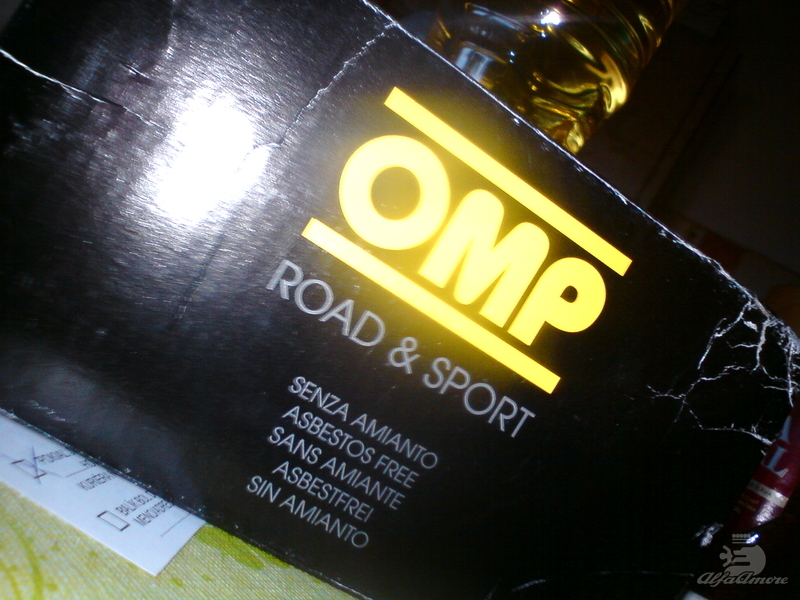 OMP
ROAD & SPORT
SENZA AMIANTO
ASBESTOS FREE
SANS AMIANTE
ASBESTFREI
SIN AMIANTO
AlfaAmore